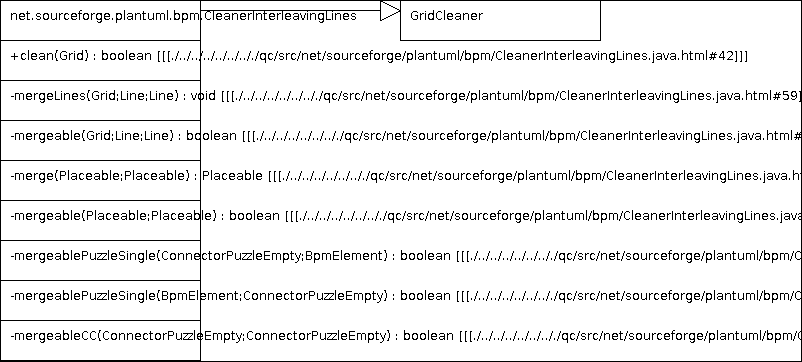 net.sourceforge.plantuml.bpm.CleanerInterleavingLines
GridCleaner
+clean(Grid) : boolean [[[./../../../../../../../qc/src/net/sourceforge/plantuml/bpm/CleanerInterleavingLines.java.html#42]]]
-mergeLines(Grid;Line;Line) : void [[[./../../../../../../../qc/src/net/sourceforge/plantuml/bpm/CleanerInterleavingLines.java.html#59]
-mergeable(Grid;Line;Line) : boolean [[[./../../../../../../../qc/src/net/sourceforge/plantuml/bpm/CleanerInterleavingLines.java.html#
-merge(Placeable;Placeable) : Placeable [[[./../../../../../../../qc/src/net/sourceforge/plantuml/bpm/CleanerInterleavingLines.java.ht
-mergeable(Placeable;Placeable) : boolean [[[./../../../../../../../qc/src/net/sourceforge/plantuml/bpm/CleanerInterleavingLines.java
-mergeablePuzzleSingle(ConnectorPuzzleEmpty;BpmElement) : boolean [[[./../../../../../../../qc/src/net/sourceforge/plantuml/bpm/C
-mergeablePuzzleSingle(BpmElement;ConnectorPuzzleEmpty) : boolean [[[./../../../../../../../qc/src/net/sourceforge/plantuml/bpm/C
-mergeableCC(ConnectorPuzzleEmpty;ConnectorPuzzleEmpty) : boolean [[[./../../../../../../../qc/src/net/sourceforge/plantuml/bpm/C